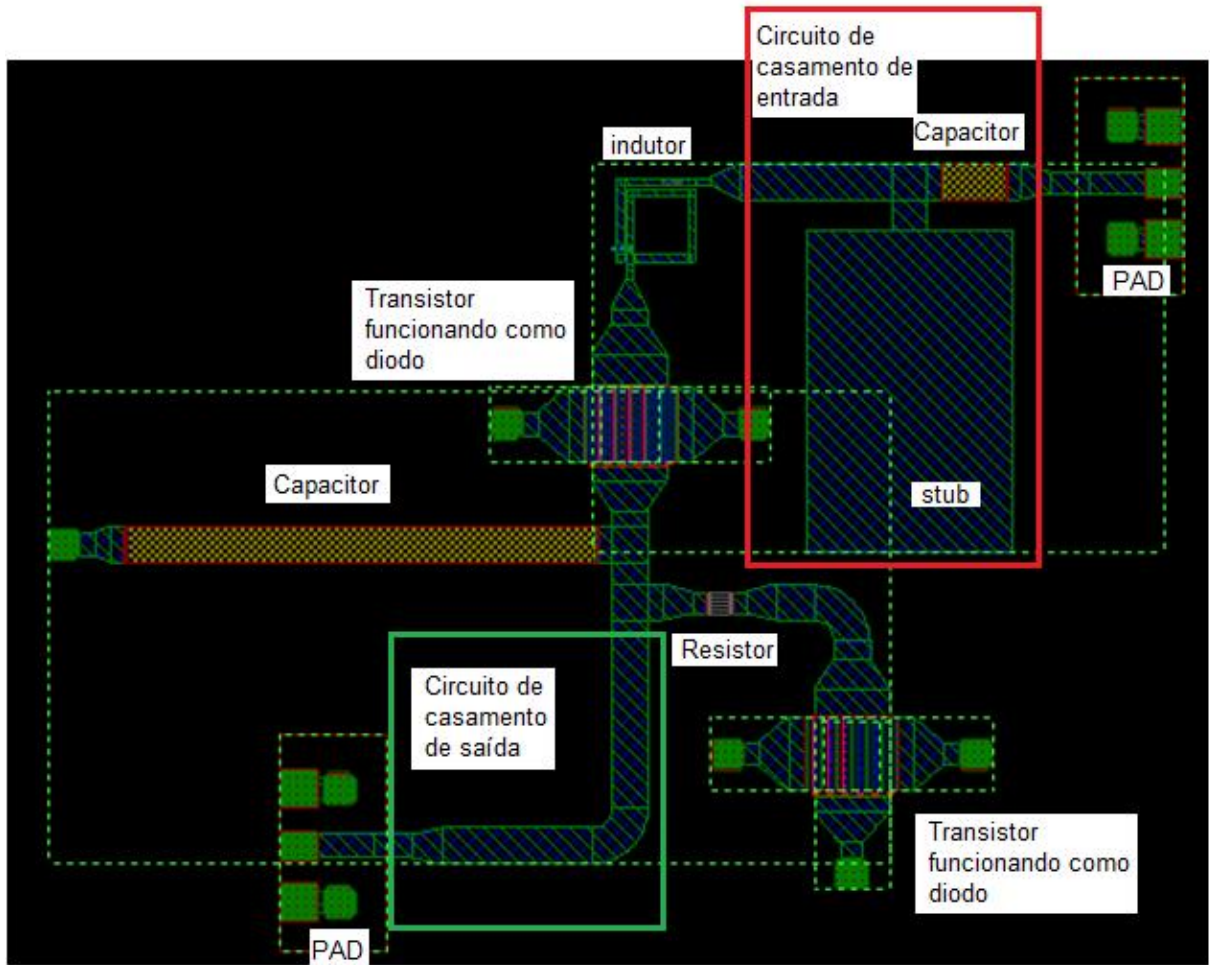 Circuito de
casamento de
entrada
Capacitor
indutor
PAD
Transistor
funcionando como
diodo
Capacitor
stub
Resistor
Circuito de
casamento
de saída
Transistor
funcionando como
diodo
PAD